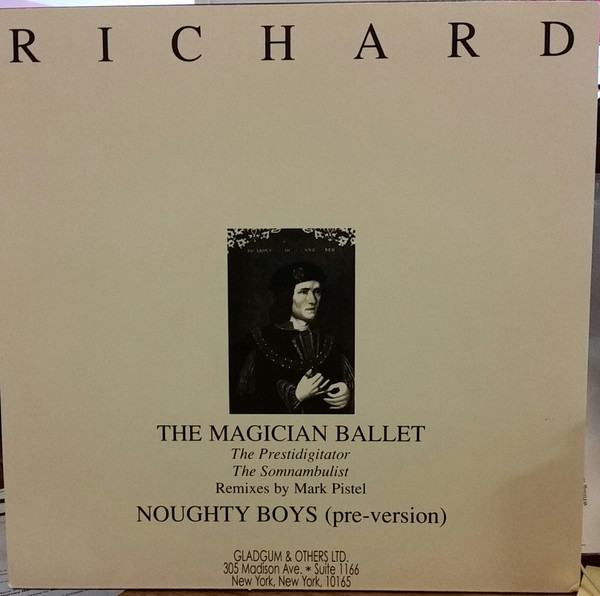 RICHARD
THE MAGICIAN BALLET
The Prestidigitator
The Somnambulist
Remixes by Mark Pistel
NOUGHTY BOYS (pre-version)
GLADGUM & OTHERS LTD.
305 Madison Ave. * Suite 1166
New York, New York, 10165